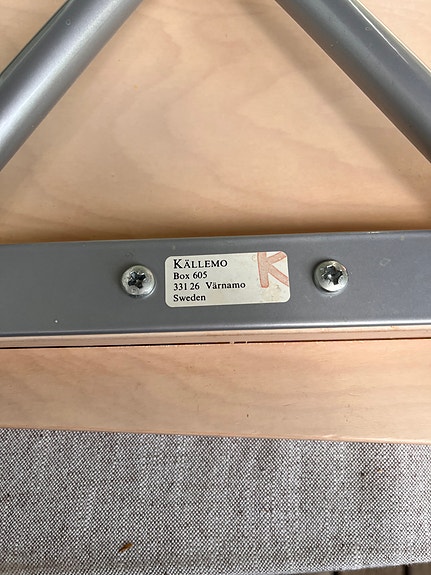 KÄLLEMO
Box 605
331 26 Värnamo
Sweden
K